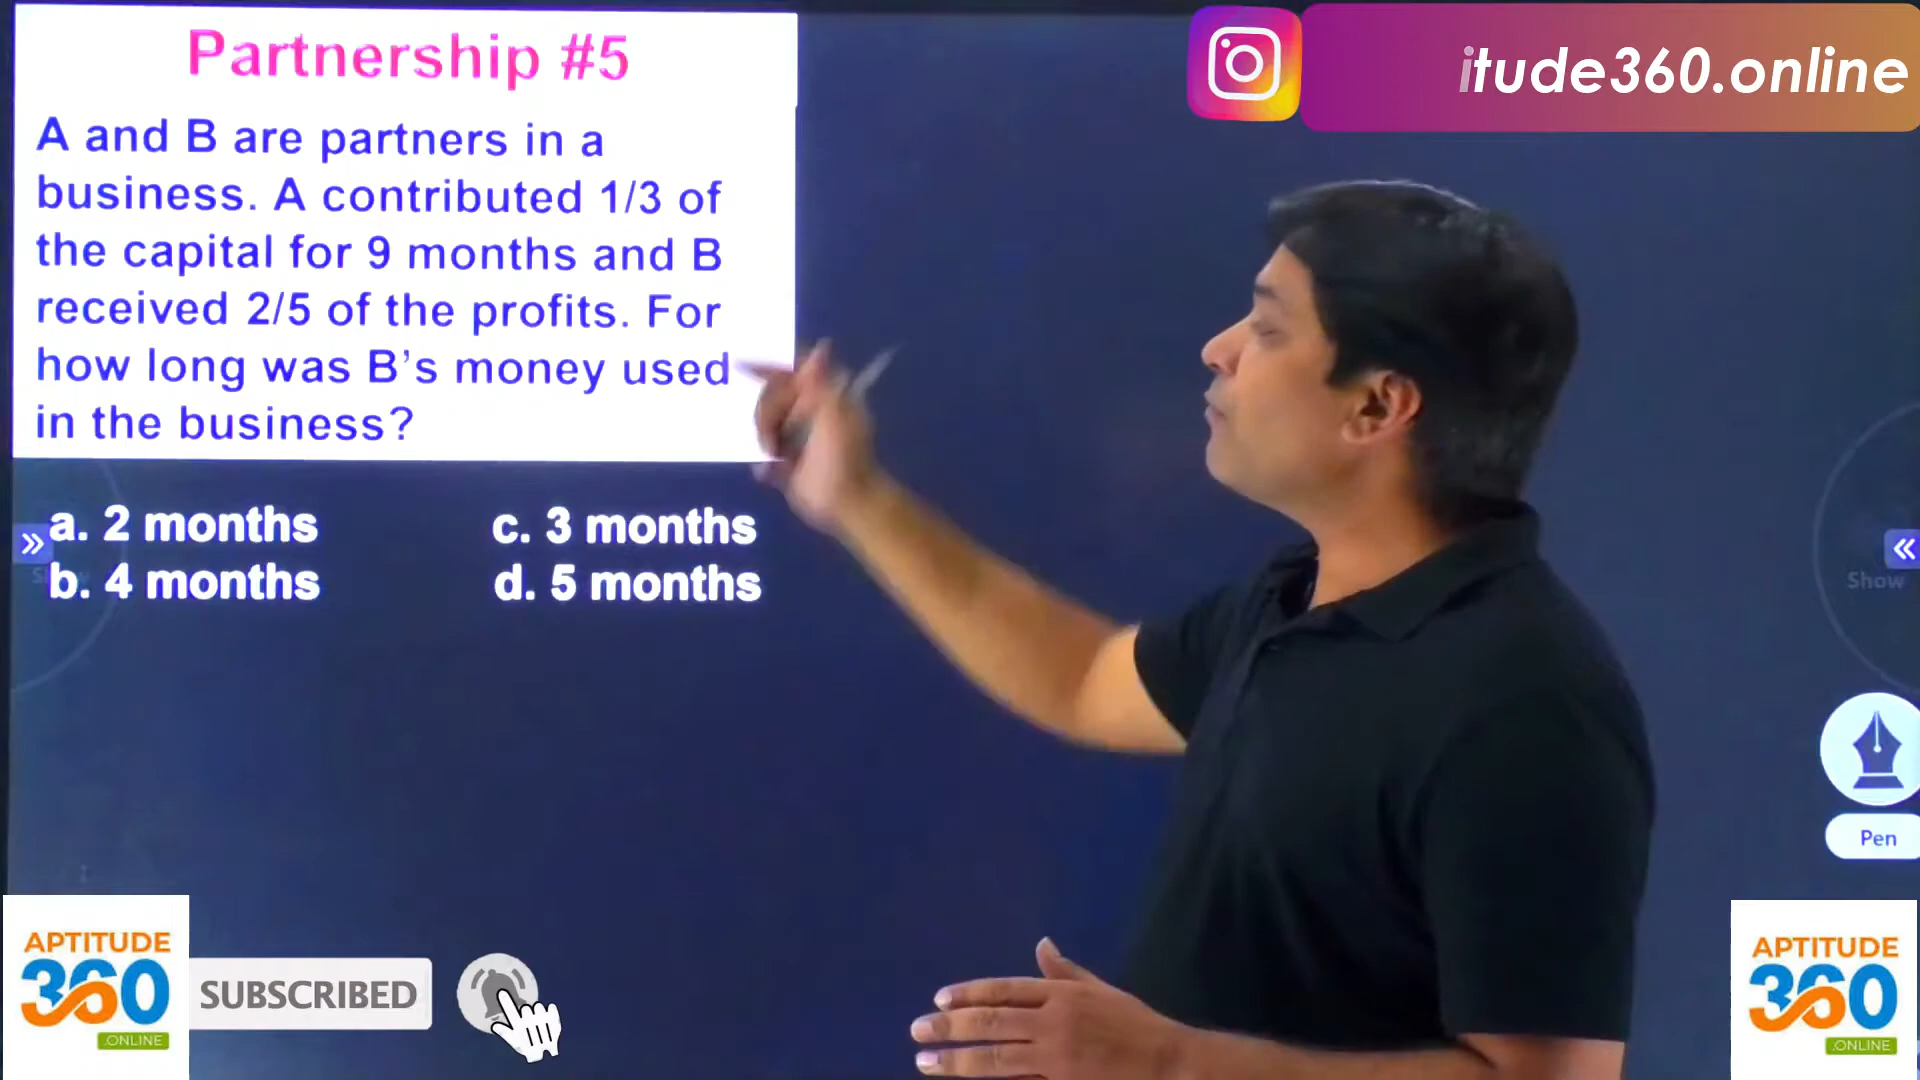 Partnership #5
itude360.online
A and B are partners in a
business. A contributed 1/3 of
the capital for 9 months and B
received 2/5 of the profits. For
how long was B's money used
in the business?
a. 2 months
c. 3 months
b. 4 months
d. 5 months
Show
Pen
APTITUDE
360
.ONLINE
SUBSCRIBED
APTITUDE
360
.ONLINE